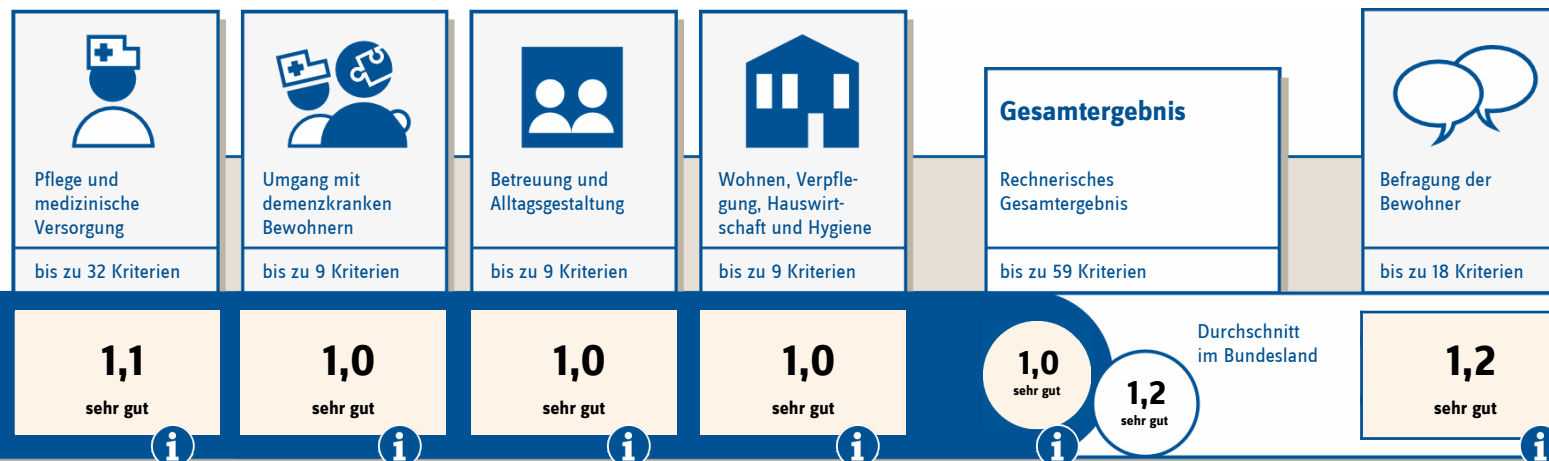 Pflege und
medizinische
Versorgung
bis zu 32 Kriterien
1,1
sehr gut
i
Umgang mit
demenzkranken
Bewohnern
bis zu 9 Kriterien
1,0
sehr gut
i
Betreuung und
Alltagsgestaltung
bis zu 9 Kriterien
1,0
sehr gut
i
Wohnen, Verpfle-
gung, Hauswirt-
schaft und Hygiene
bis zu 9 Kriterien
1,0
sehr gut
i
Gesamtergebnis
Rechnerisches
Gesamtergebnis
bis zu 59 Kriterien
1,0
sehr gut
i
Durchschnitt
im Bundesland
1,2
sehr gut
Befragung der
Bewohner
bis zu 18 Kriterien
1,2
sehr gut
i